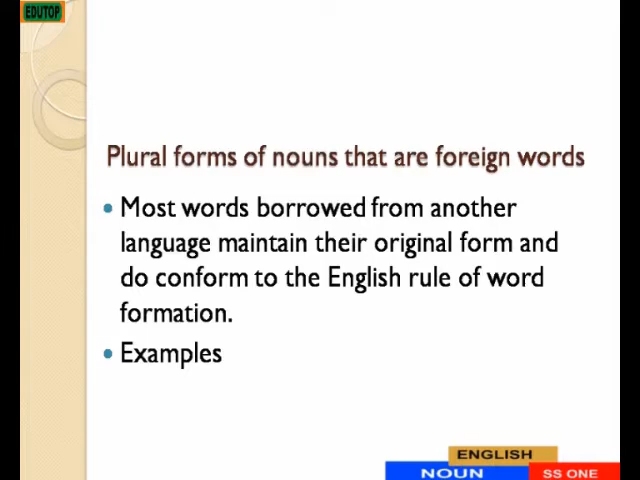 EDUTOP
Plural forms of nouns that are foreign words
• Most words borrowed from another
language maintain their original form and
do conform to the English rule of word
formation.
• Examples
ENGLISH
NOUN
SS ONE